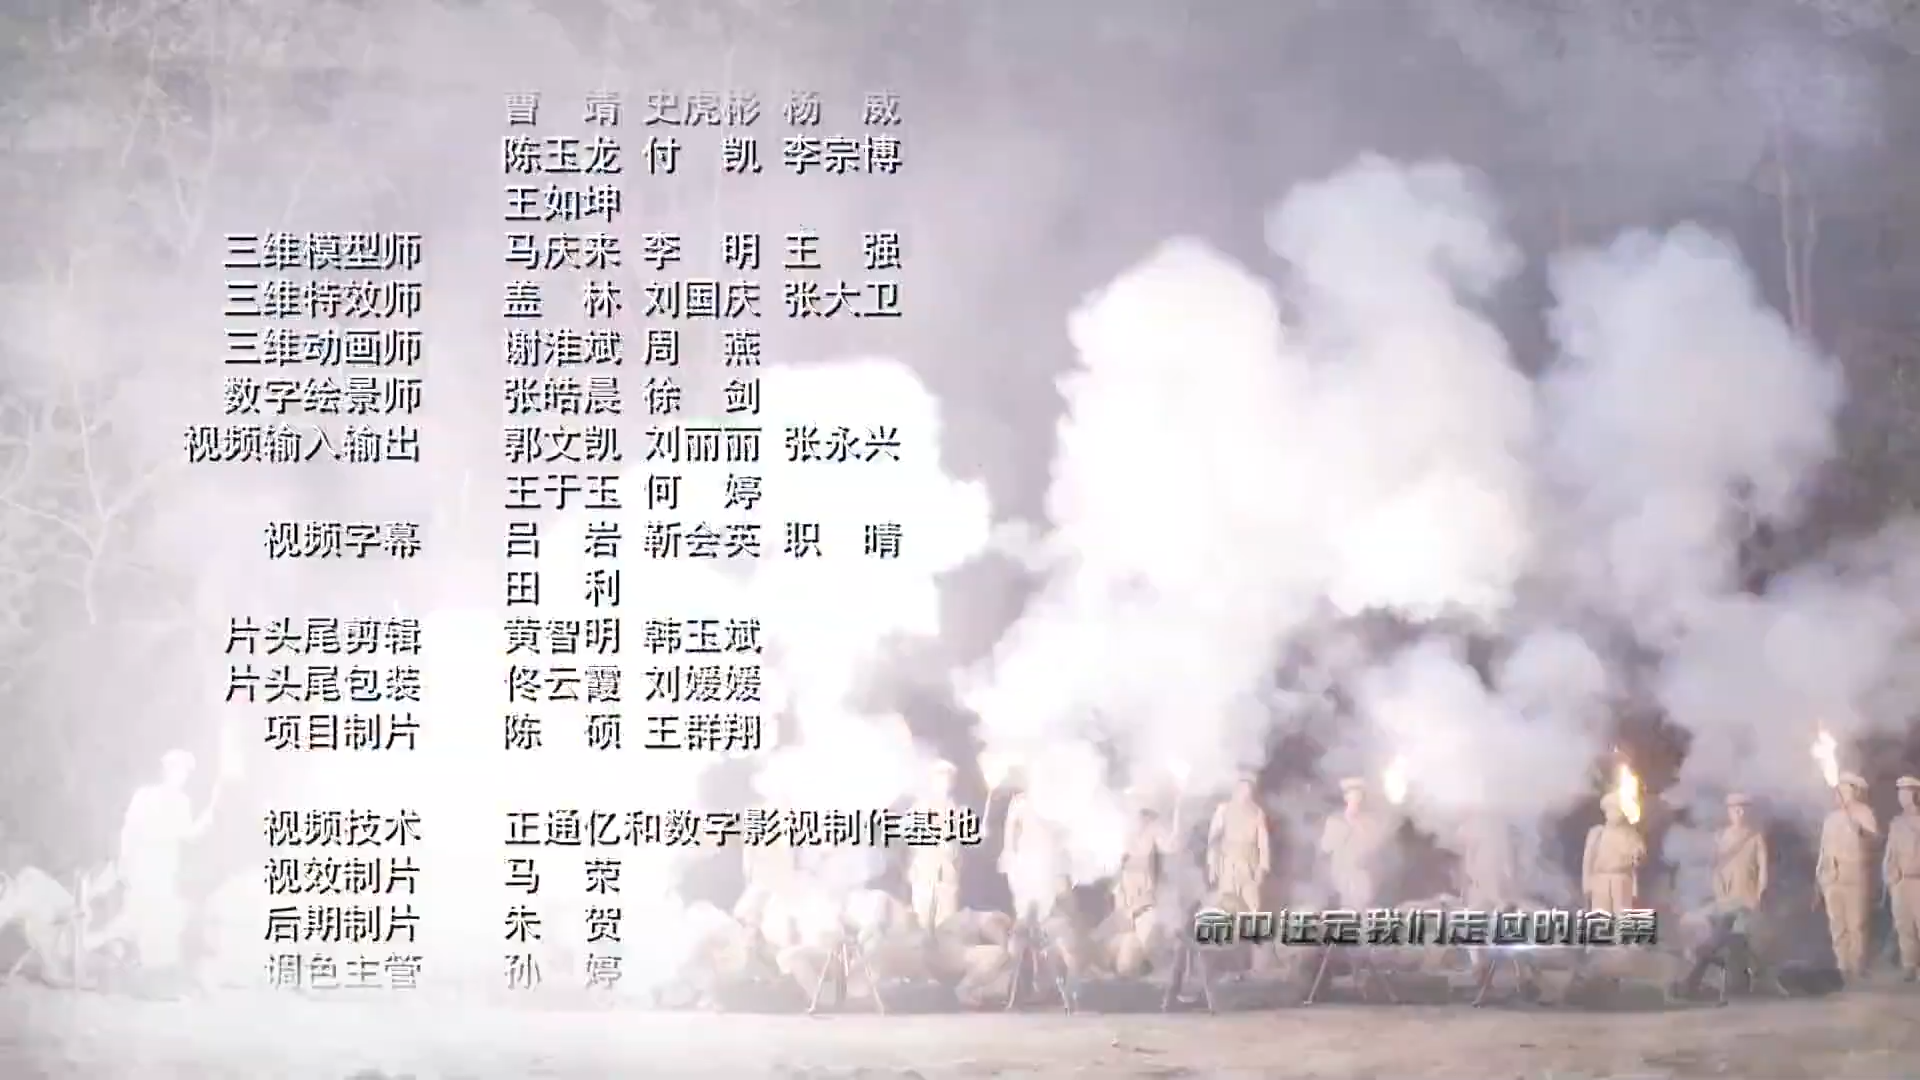 曹 靖 史虎彬 杨 威
陈玉龙 付 凯 李宗博
王如坤
三维模型师 马庆来 李 明 王 强
三维特效师 盖 林 刘国庆 张大卫
三维动画师 谢淮斌 周 燕
数字绘景师 张皓晨 徐 剑
视频输入输出 郭文凯 刘丽丽 张永兴
王于玉 何 婷
视频字幕 吕 岩 靳会英 职 晴
田 利
片头尾剪辑 黄智明 韩玉斌
片头尾包装 佟云霞 刘媛媛
项目制片 陈 硕 王群翔
视频技术 正通亿和数字影视制作基地
视效制片 马 荣
后期制片 朱 贺
调色主管 孙 婷
命中注定我们走过的沧桑